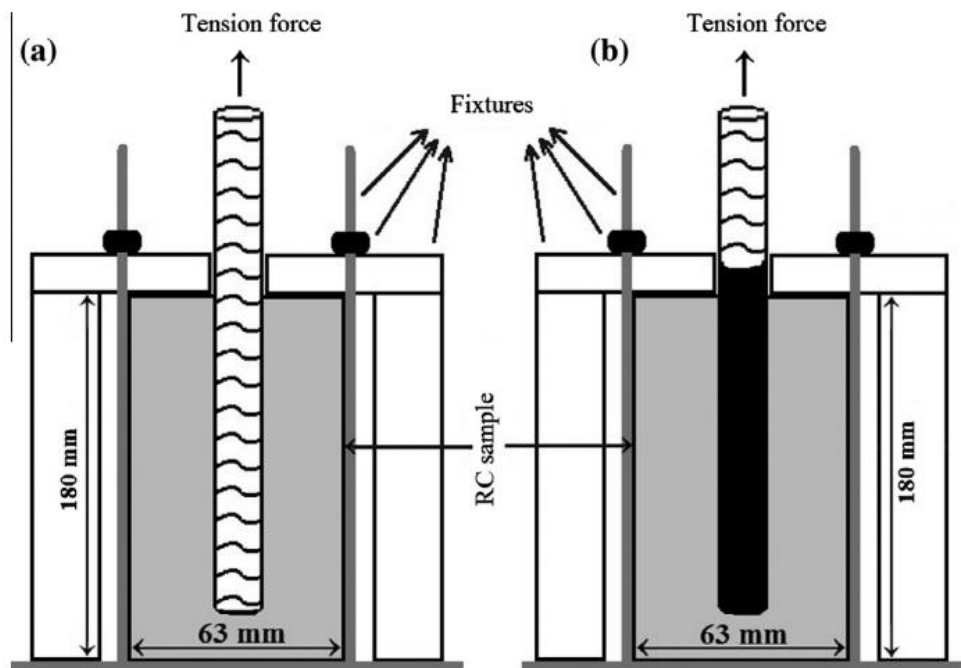 Tension force
Tension force
(a)
(b)
Fixtures
180 mm
RC sample
180 mm
63 mm
63 mm